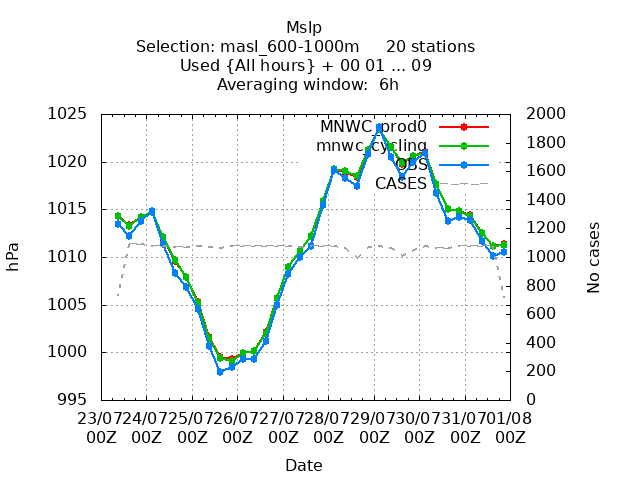 Mslp
Selection: masl_600-1000m 20 stations
Used {All hours} + 00 01 ... 09
Averaging window: 6h
1025
1020
1015
1010
1005
1000
995
hPa
MNWC_prod0
mnwc_cycling
OBS
CASES
2000
1800
1600
1400
1200
1000
800
600
400
200
0
No cases
23/07 24/07 25/07 26/07 27/07 28/07 29/07 30/07 31/07 01/08
00Z 00Z 00Z 00Z 00Z 00Z 00Z 00Z 00Z 00Z
Date